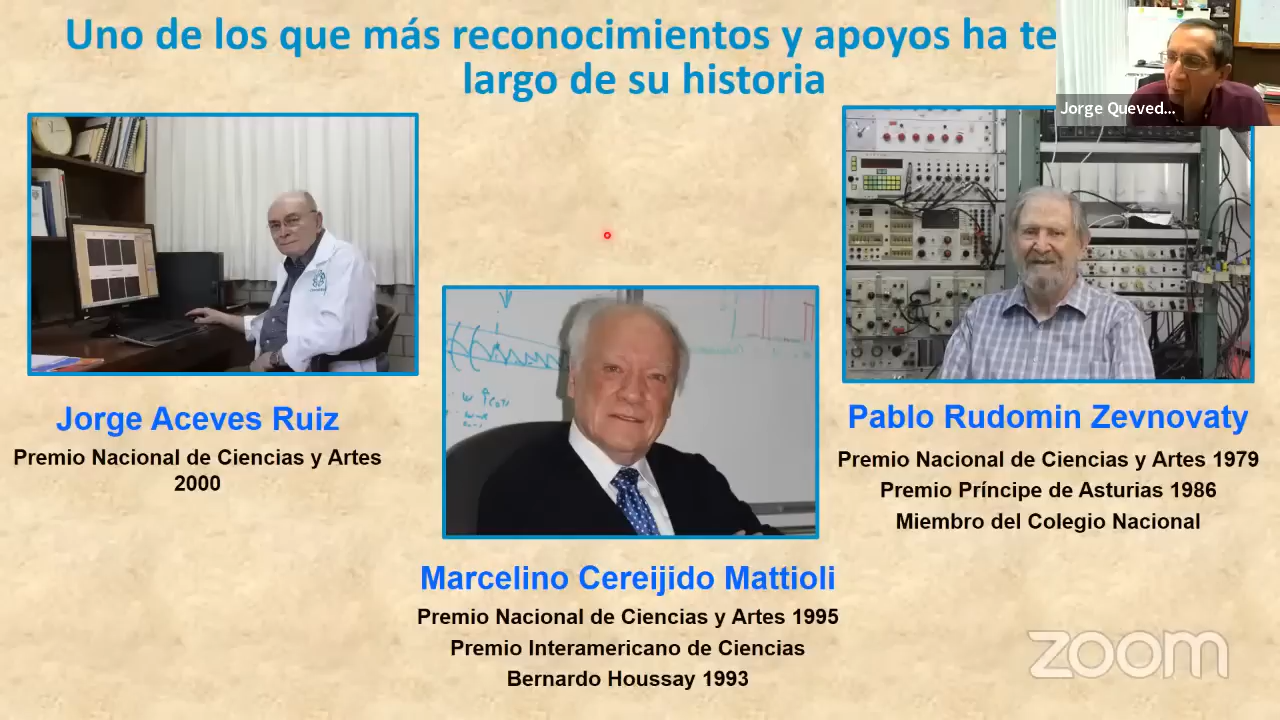 Uno de los que más reconocimientos y apoyos ha te
largo de su historia
Jorge Queved...
Jorge Aceves Ruiz
Premio Nacional de Ciencias y Artes
2000
Marcelino Cereijido Mattioli
Premio Nacional de Ciencias y Artes 1995
Premio Interamericano de Ciencias
Bernardo Houssay 1993
Pablo Rudomin Zevnovaty
Premio Nacional de Ciencias y Artes 1979
Premio Príncipe de Asturias 1986
Miembro del Colegio Nacional
zoom